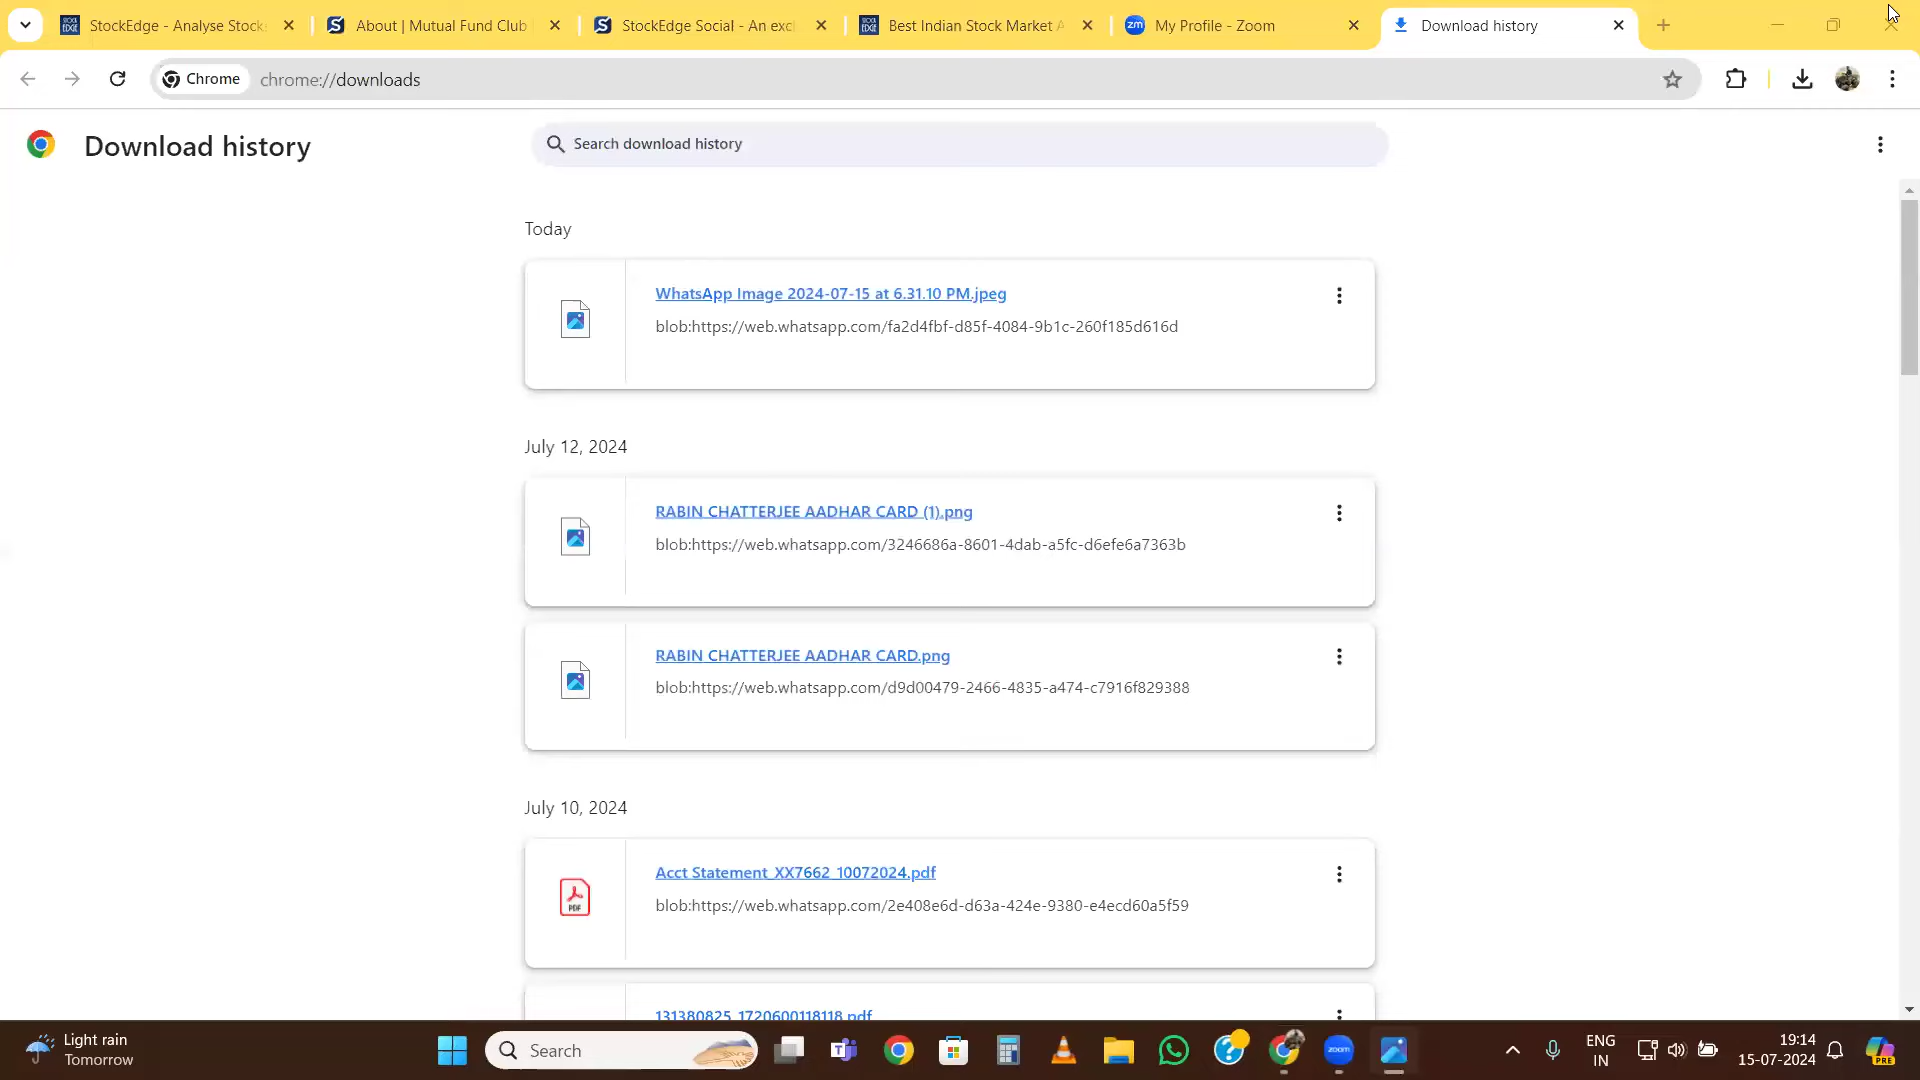 StockEdge - Analyse Stocks
About | Mutual Fund Club
StockEdge Social - An excl
Best Indian Stock Market A
zm
My Profile - Zoom
Download history
Chrome
chrome://downloads
Download history
Search download history
Today
WhatsApp Image 2024-07-15 at 6.31.10 PM.jpeg
blob:https://web.whatsapp.com/fa2d4fbf-d85f-4084-9b1c-260f185d616d
July 12, 2024
RABIN CHATTERJEE AADHAR CARD (1).png
blob:https://web.whatsapp.com/3246686a-8601-4dab-a5fc-d6efe6a7363b
RABIN CHATTERJEE AADHAR CARD.png
blob:https://web.whatsapp.com/d9d00479-2466-4835-a474-c7916f829388
July 10, 2024
PDF
Acct Statement_XX7662_10072024.pdf
blob:https://web.whatsapp.com/2e408e6d-d63a-424e-9380-e4ecd60a5f59
131380825_1720600118118.pdf
Light rain
Tomorrow
Search
zoom
ENG
IN
19:14
15-07-2024
PRE